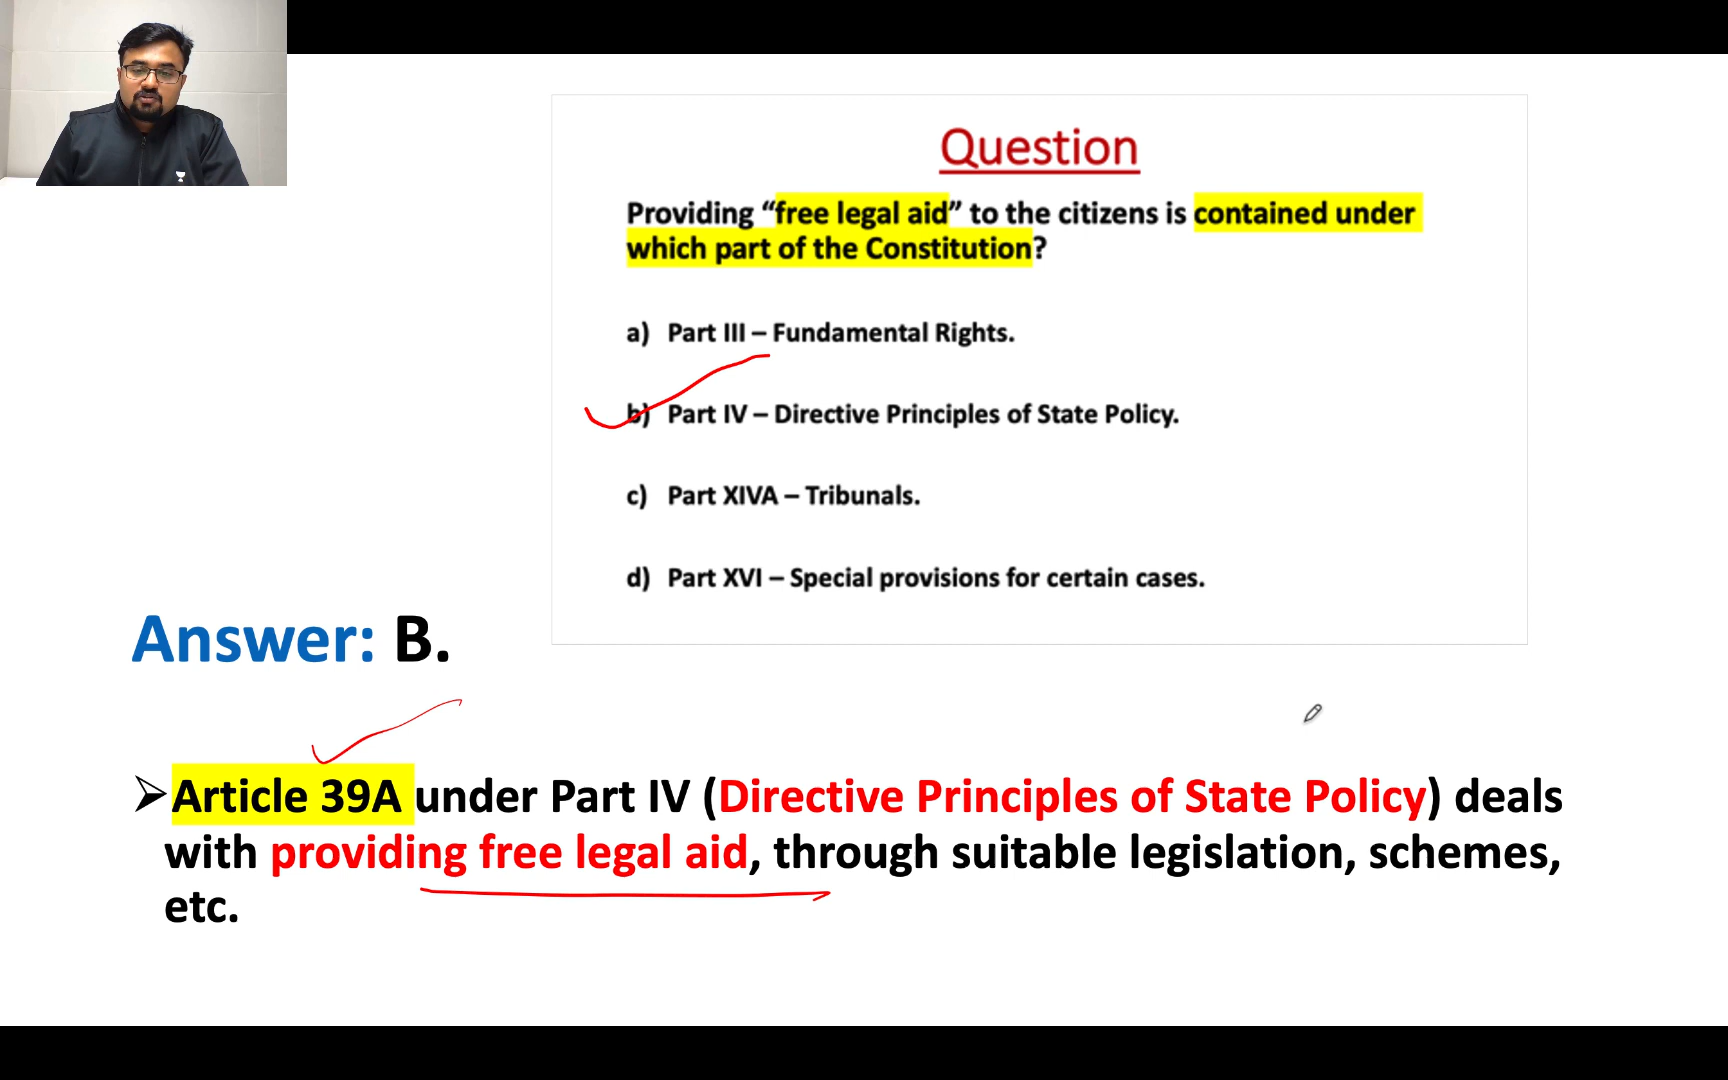 Question
Providing “free legal aid” to the citizens is contained under
which part of the Constitution?
a) Part III – Fundamental Rights.
b) Part IV – Directive Principles of State Policy.
c) Part XIVA – Tribunals.
d) Part XVI – Special provisions for certain cases.
Answer: B.
Article 39A under Part IV (Directive Principles of State Policy) deals
with providing free legal aid, through suitable legislation, schemes,
etc.